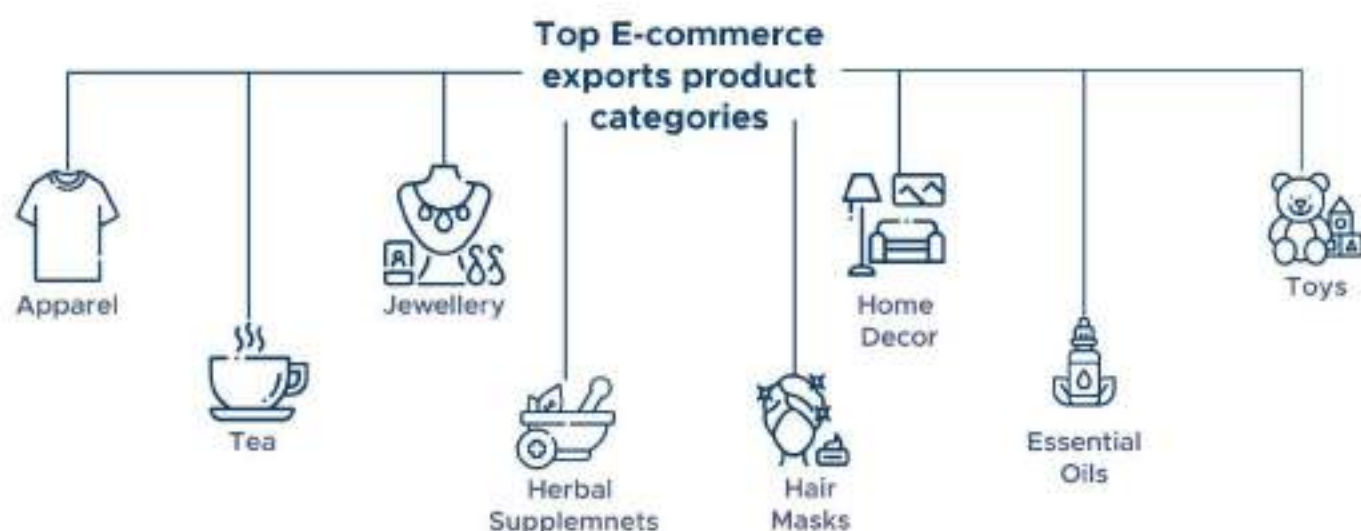 Top E-commerce
exports product
categories
Apparel
Tea
Jewellery
Herbal
Supplemnets
Hair
Masks
Home
Decor
Essential
Oils
Toys